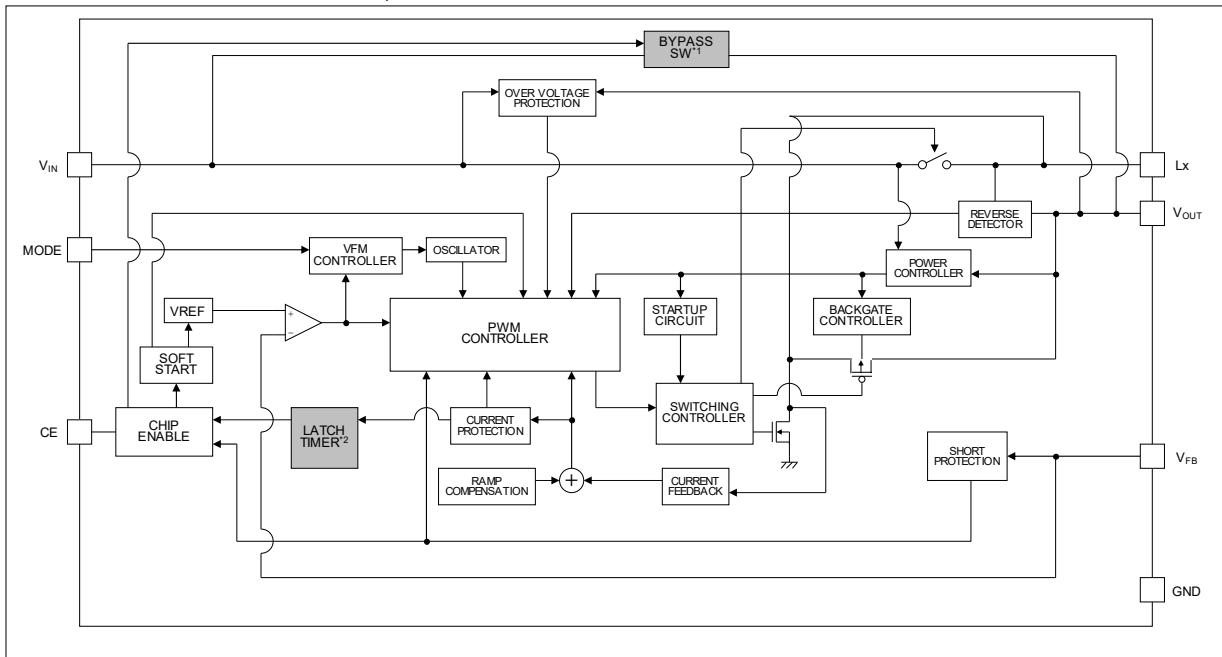 BYPASS
SW*1
OVER VOLTAGE
PROTECTION
VIN
Lx
REVERSE
DETECTOR
VOUT
MODE
VFM
CONTROLLER
OSCILLATOR
POWER
CONTROLLER
VREF
+
−
PWM
CONTROLLER
STARTUP
CIRCUIT
BACKGATE
CONTROLLER
SOFT
START
SWITCHING
CONTROLLER
CE
CHIP
ENABLE
LATCH
TIMER*2
CURRENT
PROTECTION
SHORT
PROTECTION
VFB
RAMP
COMPENSATION
+
CURRENT
FEEDBACK
GND